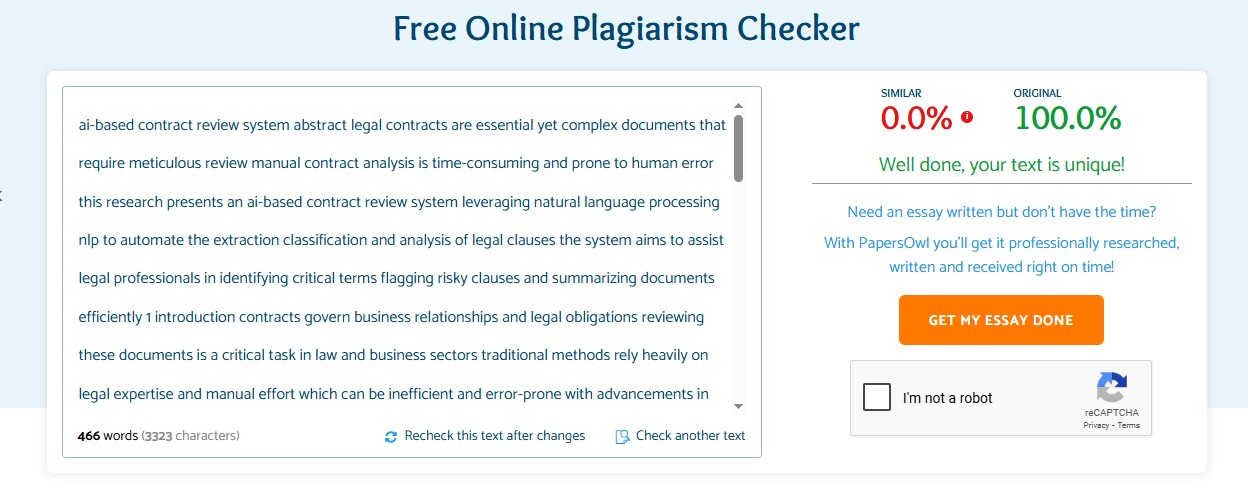 Free Online Plagiarism Checker
ai-based contract review system abstract legal contracts are essential yet complex documents that
require meticulous review manual contract analysis is time-consuming and prone to human error
this research presents an ai-based contract review system leveraging natural language processing
nlp to automate the extraction classification and analysis of legal clauses the system aims to assist
legal professionals in identifying critical terms flagging risky clauses and summarizing documents
efficiently 1 introduction contracts govern business relationships and legal obligations reviewing
these documents is a critical task in law and business sectors traditional methods rely heavily on
legal expertise and manual effort which can be inefficient and error-prone with advancements in
466 words (3323 characters)
Recheck this text after changes
Check another text
SIMILAR
0.0%
ORIGINAL
100.0%
Well done, your text is unique!
Need an essay written but don't have the time?
With PapersOwl you'll get it professionally researched,
written and received right on time!
GET MY ESSAY DONE
I'm not a robot
reCAPTCHA
Privacy - Terms